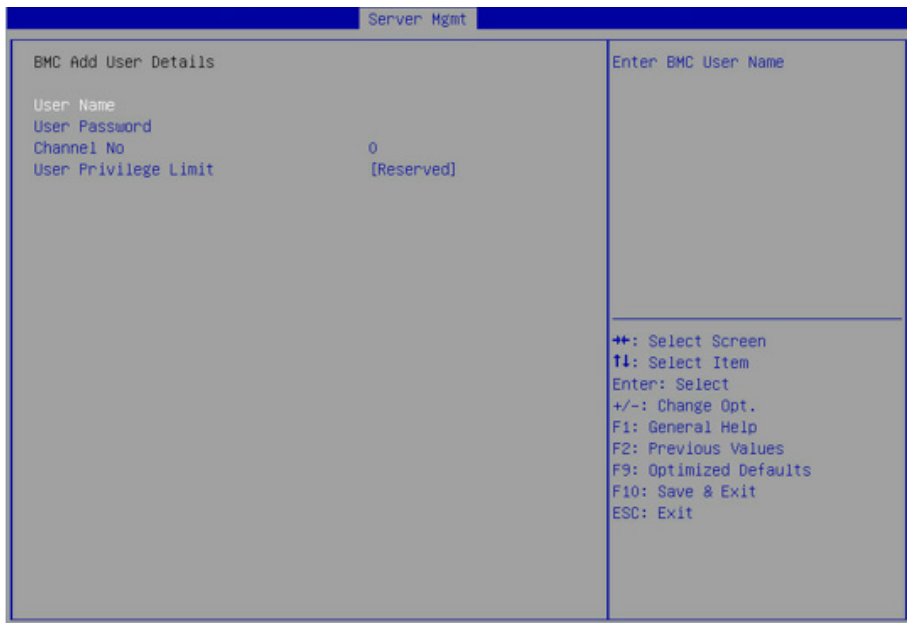 Server Mgmt
BMC Add User Details
User Name
User Password
Channel No 0
User Privilege Limit [Reserved]
Enter BMC User Name
→←: Select Screen
↑↓: Select Item
Enter: Select
+/-: Change Opt.
F1: General Help
F2: Previous Values
F9: Optimized Defaults
F10: Save & Exit
ESC: Exit